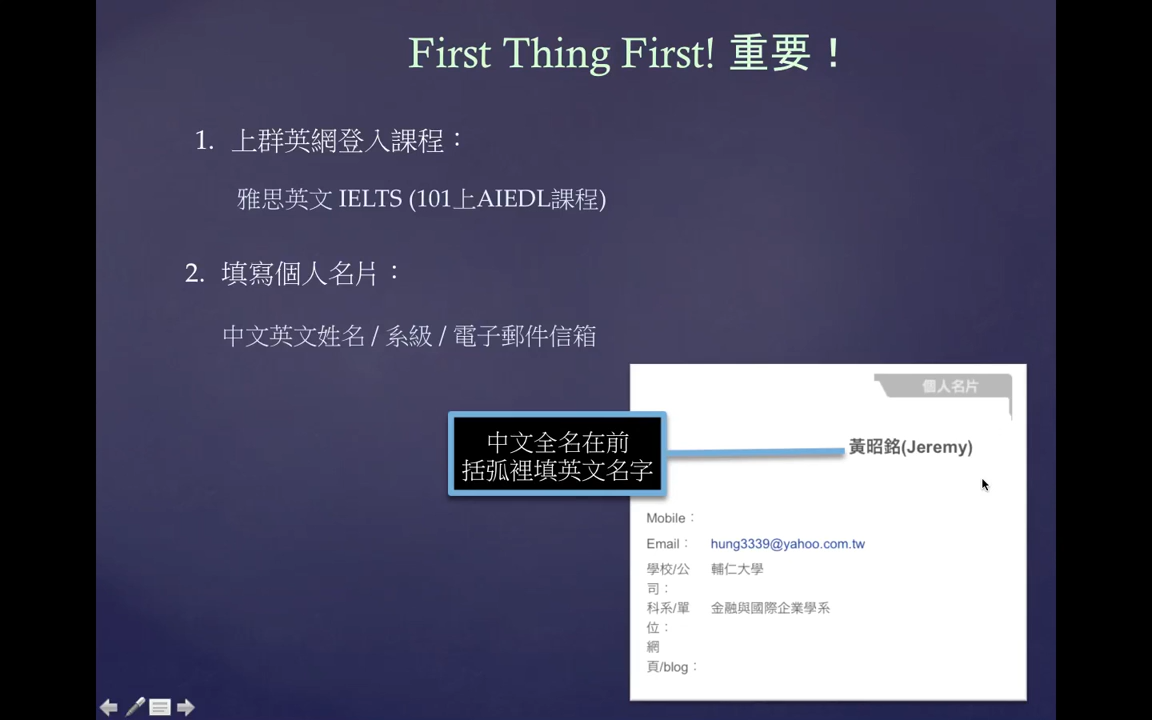 First Thing First! 重要！
1. 上群英網登入課程：
雅思英文 IELTS (101上AIEDL課程)
2. 填寫個人名片：
中文英文姓名 / 系級 / 電子郵件信箱
個人名片
中文全名在前
括弧裡填英文名字
黃昭銘(Jeremy)
Mobile：
Email： hung3339@yahoo.com.tw
學校/公 輔仁大學
司：
科系/單 金融與國際企業學系
位：
網
頁/blog：